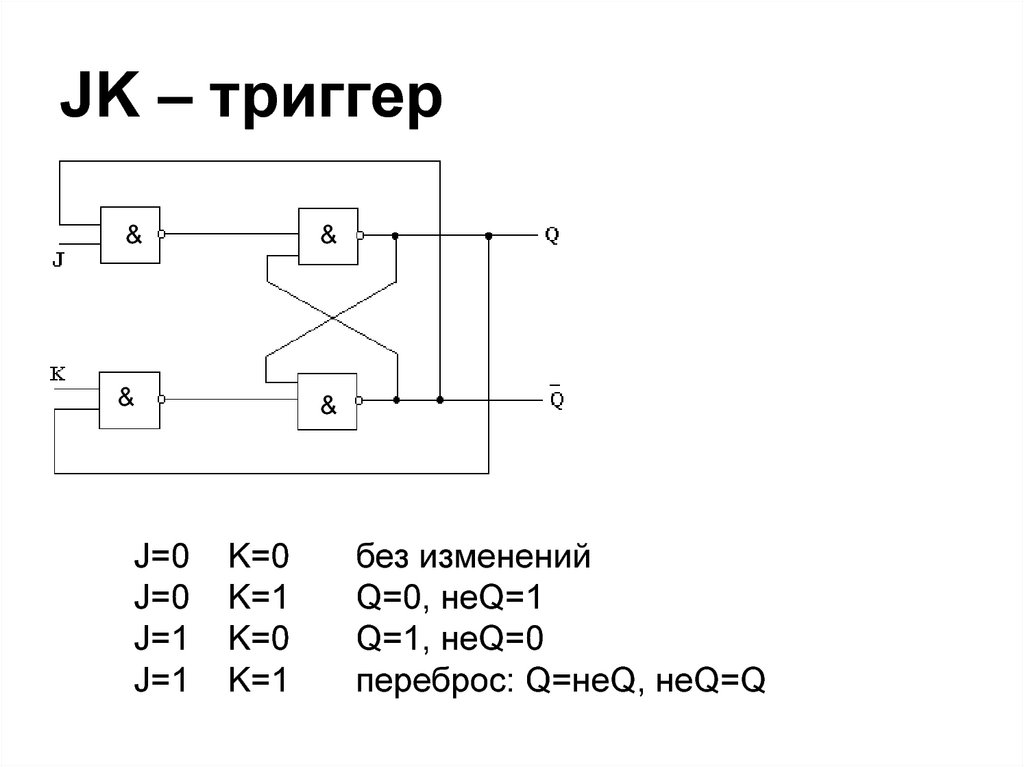 JK – триггер
& & Q
J
K
& & Q̅
J=0 K=0 без изменений
J=0 K=1 Q=0, неQ=1
J=1 K=0 Q=1, неQ=0
J=1 K=1 переброс: Q=неQ, неQ=Q